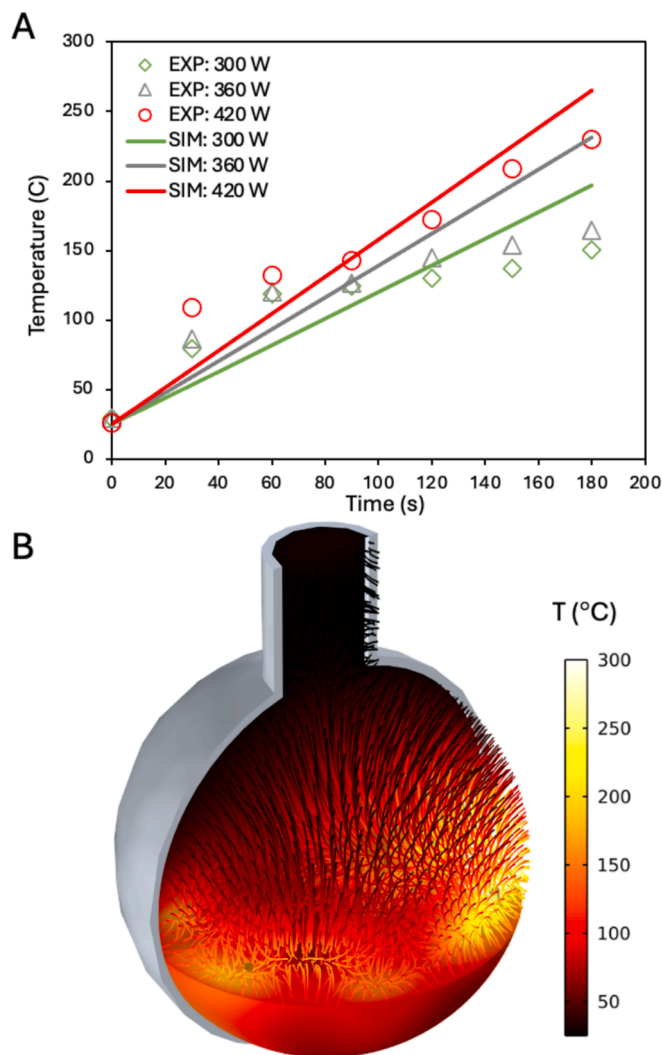 A
300
250
200
150
100
50
0
Temperature (C)
EXP: 300 W
EXP: 360 W
EXP: 420 W
SIM: 300 W
SIM: 360 W
SIM: 420 W
0 20 40 60 80 100 120 140 160 180 200
Time (s)
B
T (°C)
300
250
200
150
100
50